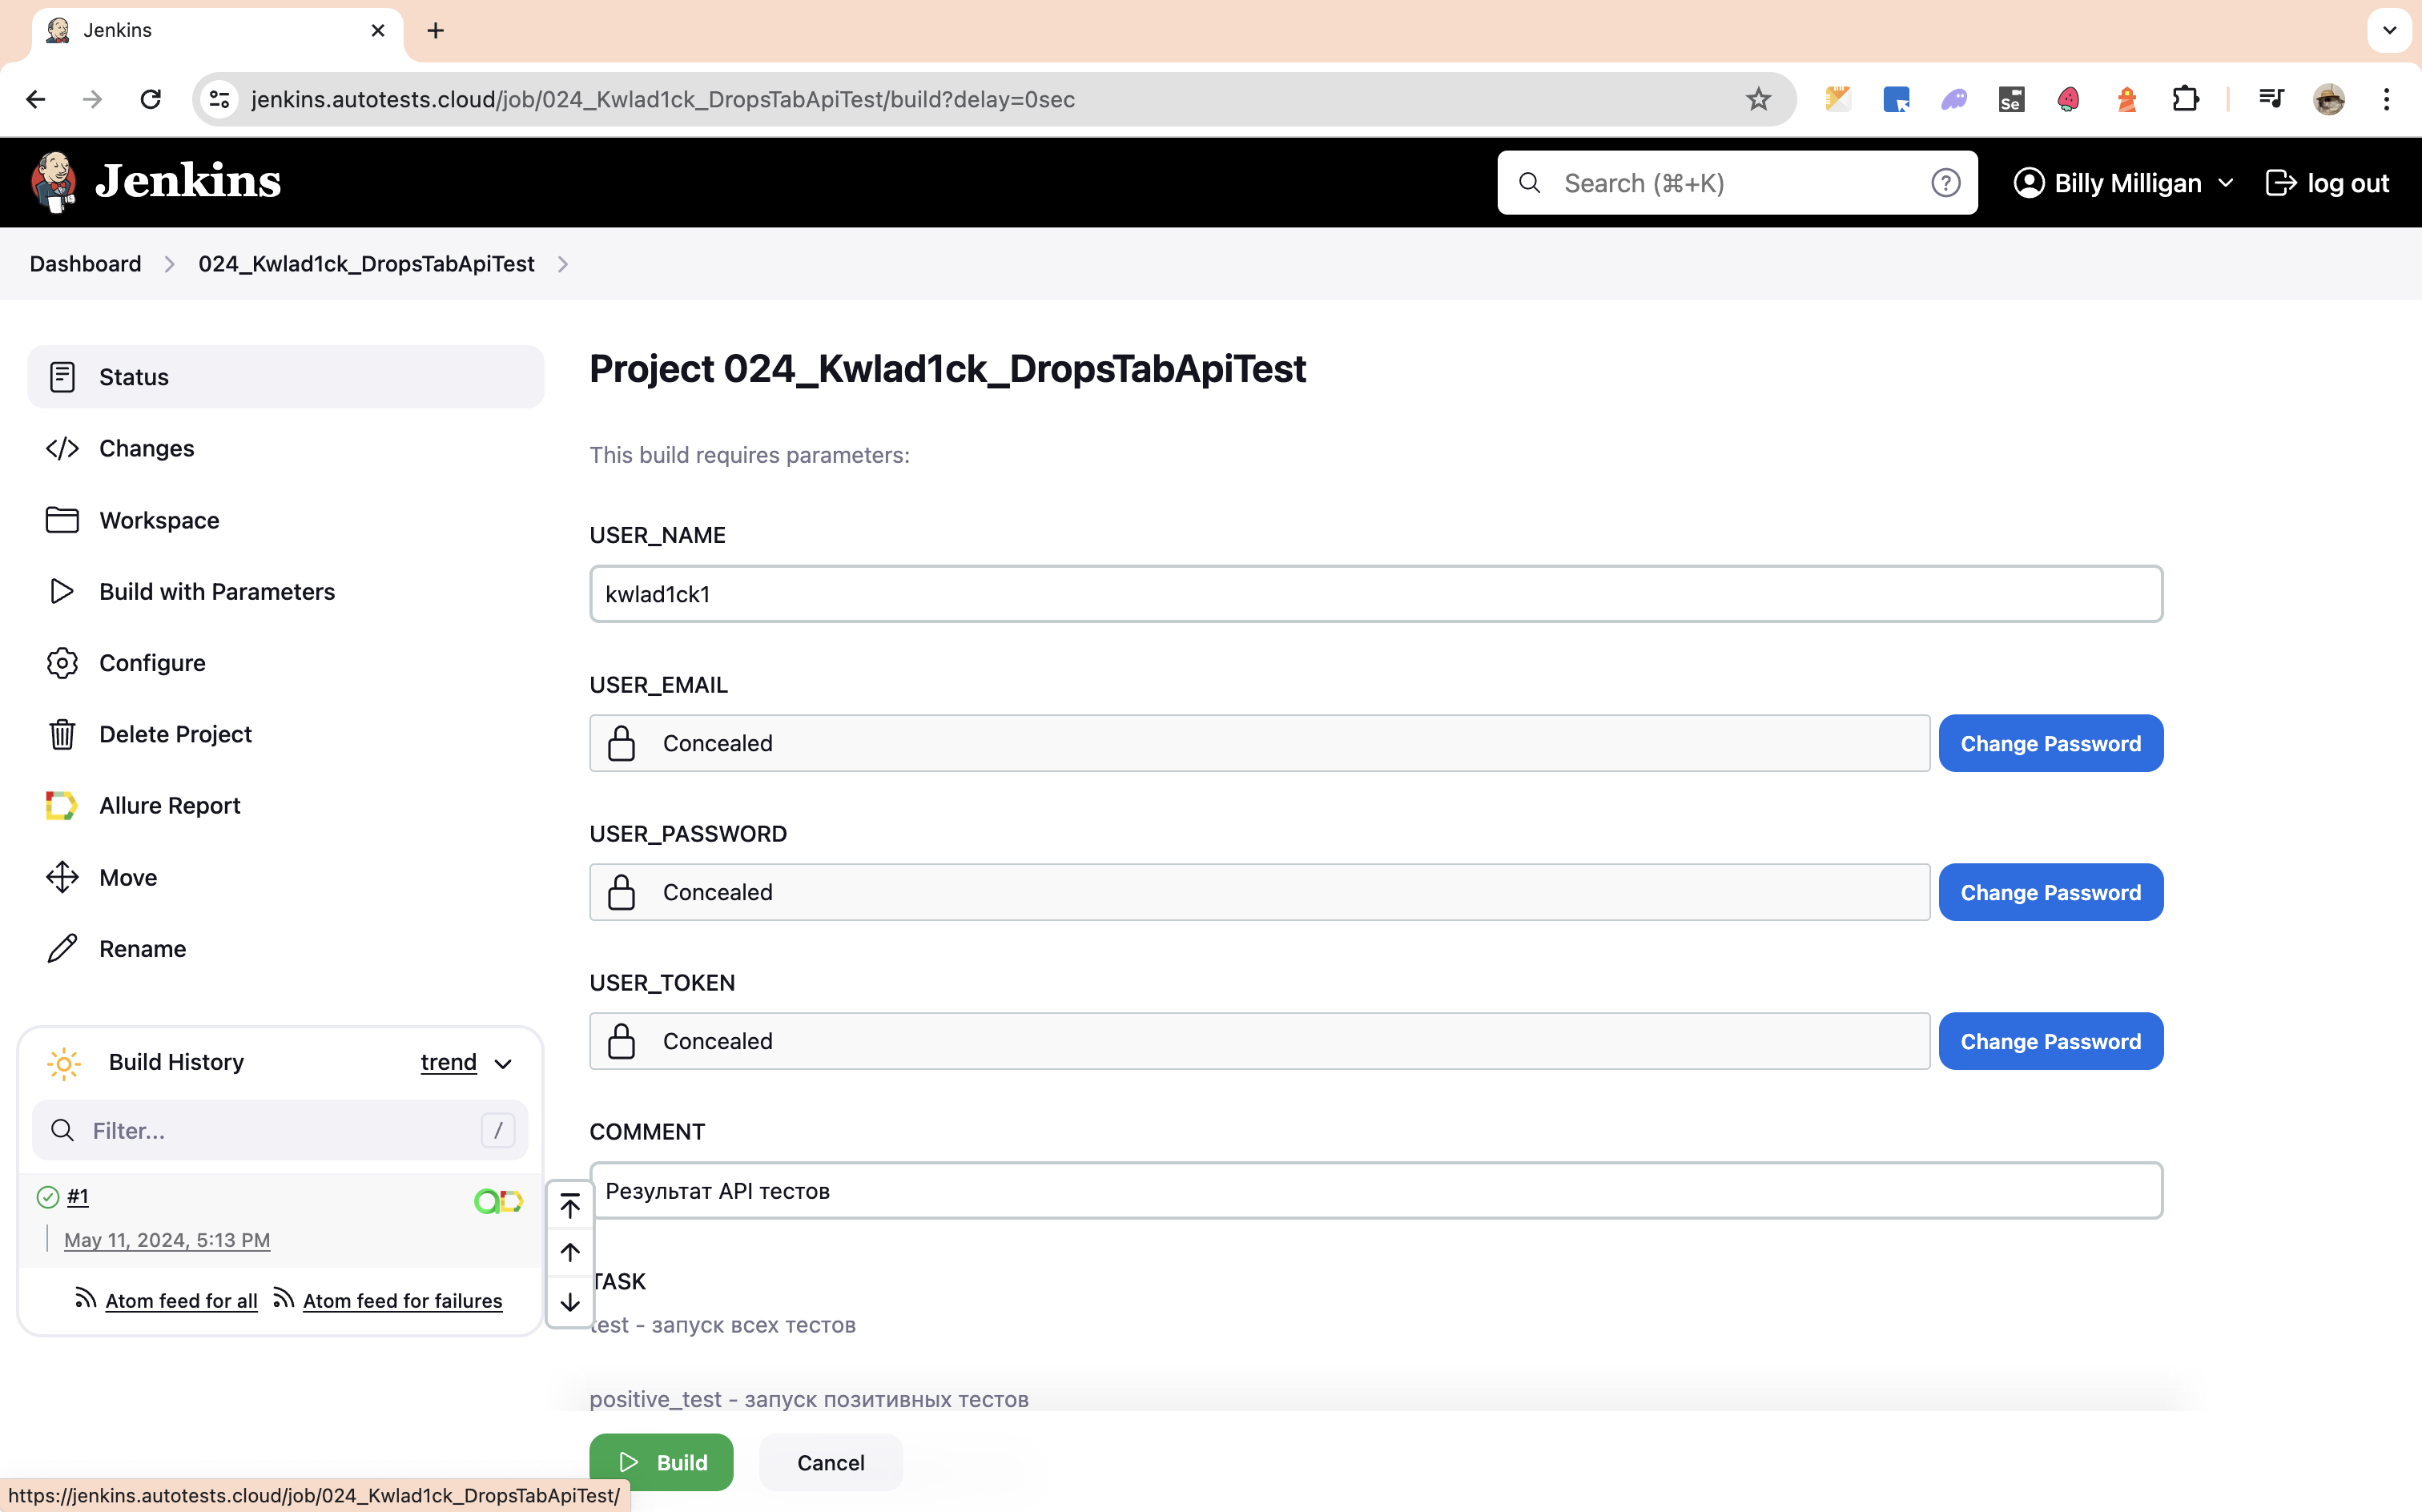 Jenkins
jenkins.autotests.cloud/job/024_Kwlad1ck_DropsTabApiTest/build?delay=0sec
Se
Jenkins
Search (⌘+K)
?
Billy Milligan
log out
Dashboard
024_Kwlad1ck_DropsTabApiTest
Status
Changes
Workspace
Build with Parameters
Configure
Delete Project
Allure Report
Move
Rename
Build History
trend
Filter...
/
#1
May 11, 2024, 5:13 PM
Atom feed for all
Atom feed for failures
Project 024_Kwlad1ck_DropsTabApiTest
This build requires parameters:
USER_NAME
kwlad1ck1
USER_EMAIL
Concealed
Change Password
USER_PASSWORD
Concealed
Change Password
USER_TOKEN
Concealed
Change Password
COMMENT
Результат API тестов
TASK
test - запуск всех тестов
positive_test - запуск позитивных тестов
Build
Cancel
https://jenkins.autotests.cloud/job/024_Kwlad1ck_DropsTabApiTest/